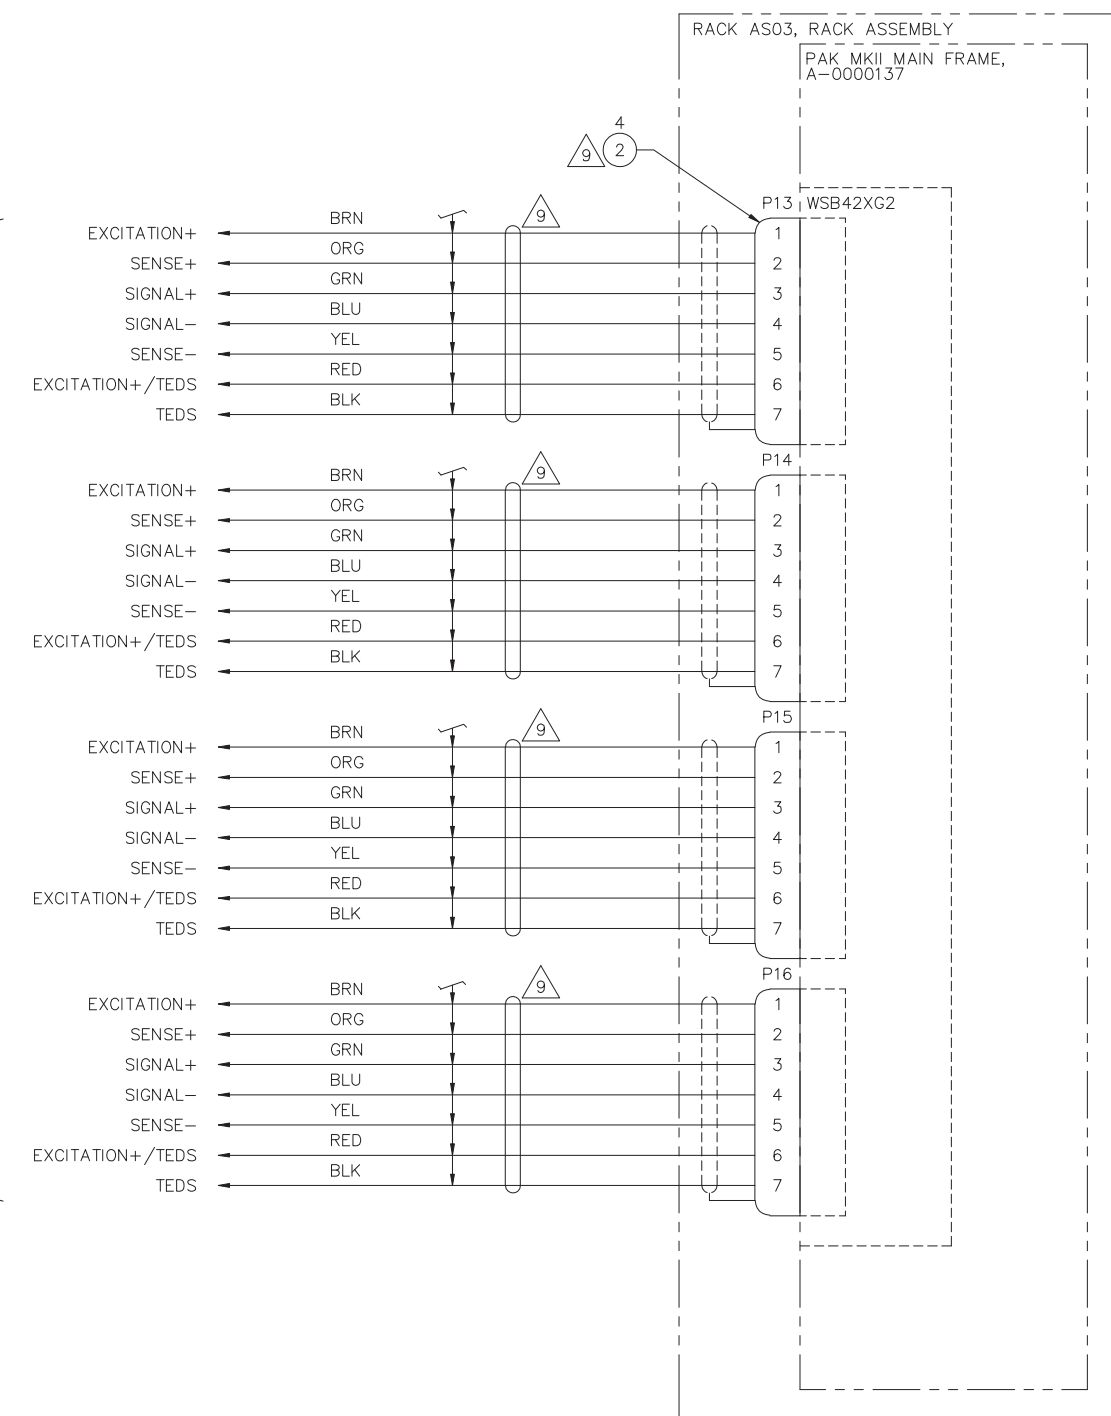 RACK AS03, RACK ASSEMBLY
PAK MKII MAIN FRAME,
A-0000137
4
9 2
P13 WSB42XG2
9
BRN
EXCITATION+ 1
ORG
SENSE+ 2
GRN
SIGNAL+ 3
BLU
SIGNAL- 4
YEL
SENSE- 5
RED
EXCITATION+/TEDS 6
BLK
TEDS 7
P14
9
BRN
EXCITATION+ 1
ORG
SENSE+ 2
GRN
SIGNAL+ 3
BLU
SIGNAL- 4
YEL
SENSE- 5
RED
EXCITATION+/TEDS 6
BLK
TEDS 7
P15
9
BRN
EXCITATION+ 1
ORG
SENSE+ 2
GRN
SIGNAL+ 3
BLU
SIGNAL- 4
YEL
SENSE- 5
RED
EXCITATION+/TEDS 6
BLK
TEDS 7
P16
9
BRN
EXCITATION+ 1
ORG
SENSE+ 2
GRN
SIGNAL+ 3
BLU
SIGNAL- 4
YEL
SENSE- 5
RED
EXCITATION+/TEDS 6
BLK
TEDS 7